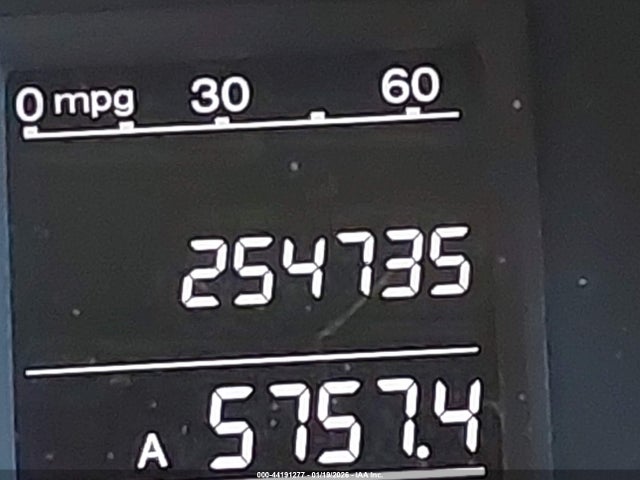 0 mpg 30 60
254735
A 5757.4
000-44191277 - 01/19/2026 - IAA Inc.